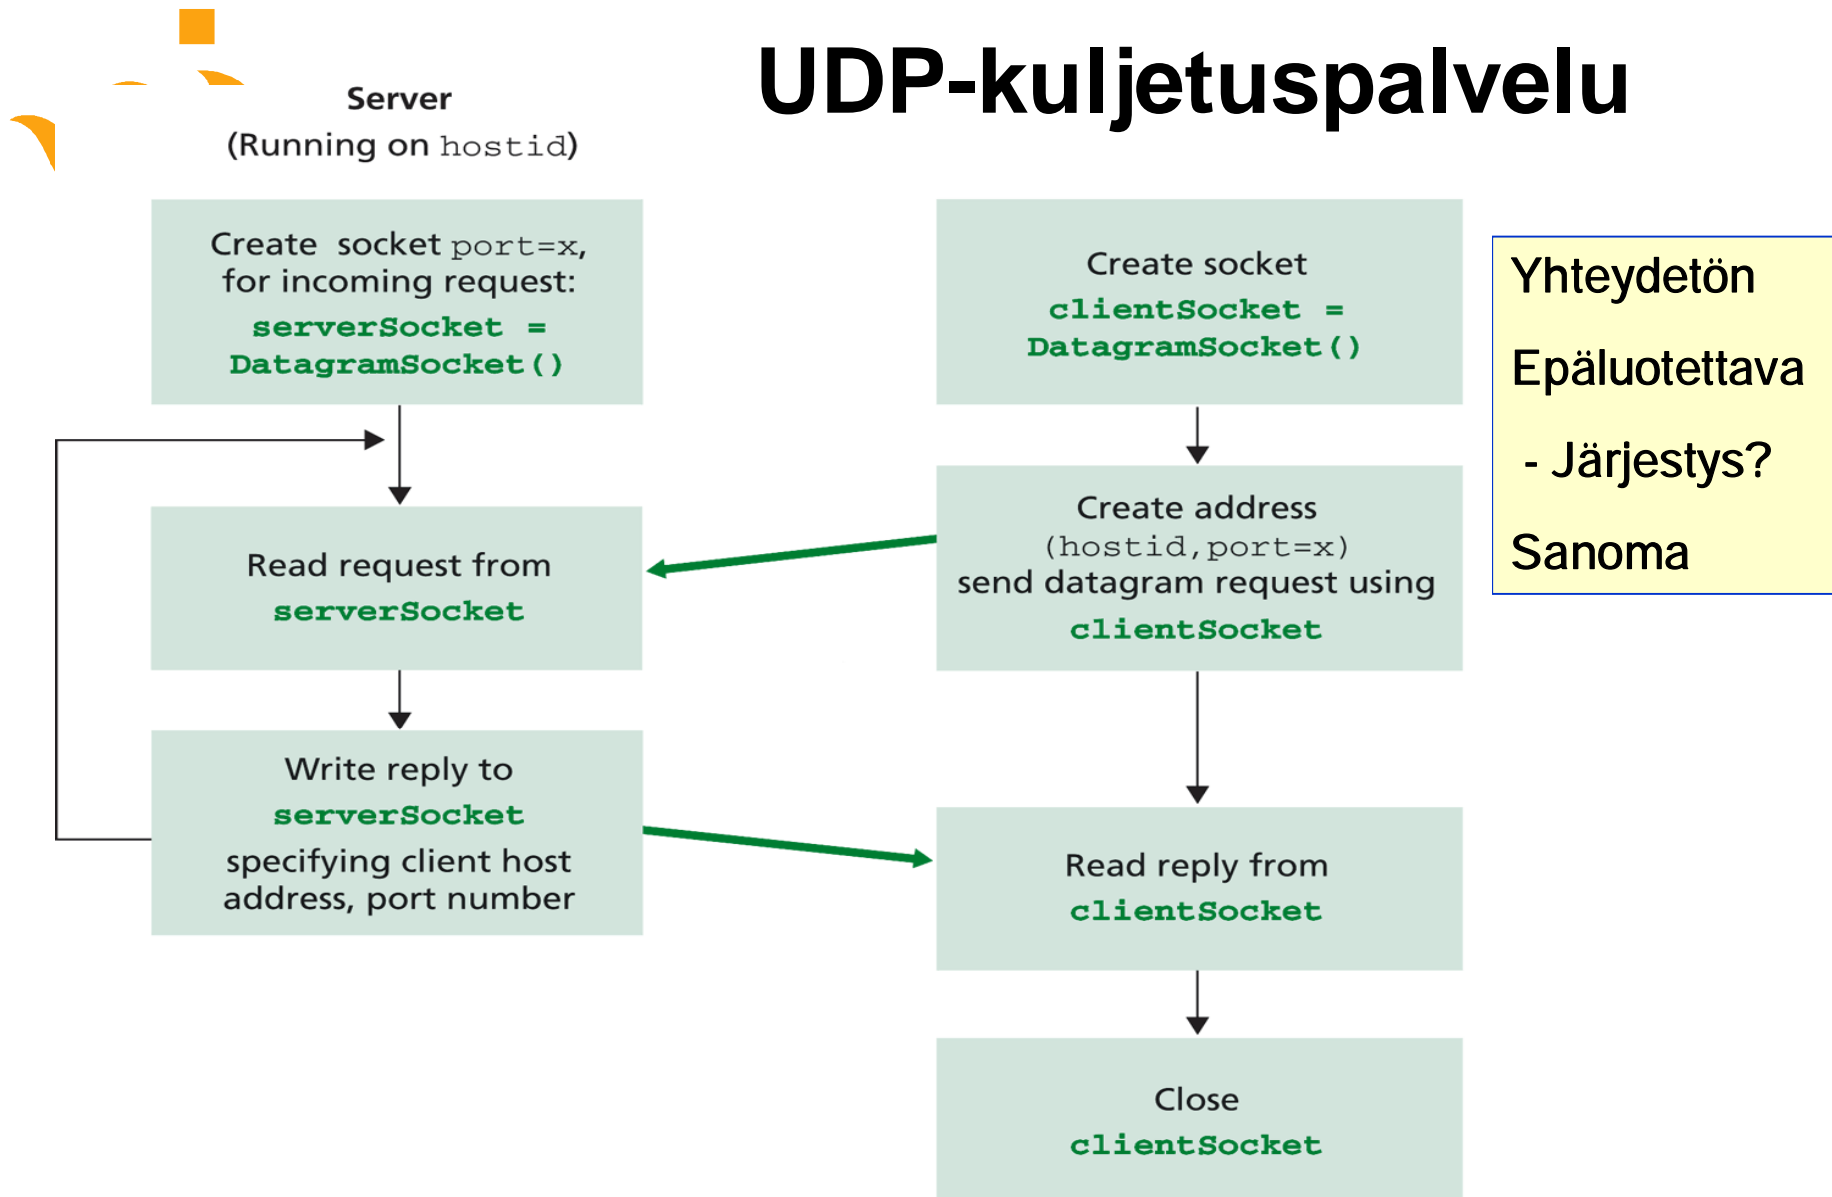 UDP-kuljetuspalvelu
Server
(Running on hostid)
Create socket port=x,
for incoming request:
serverSocket =
DatagramSocket()
Read request from
serverSocket
Write reply to
serverSocket
specifying client host
address, port number
Create socket
clientSocket =
DatagramSocket()
Create address
(hostid,port=x)
send datagram request using
clientSocket
Read reply from
clientSocket
Close
clientSocket
Yhteydetön
Epäluotettava
- Järjestys?
Sanoma